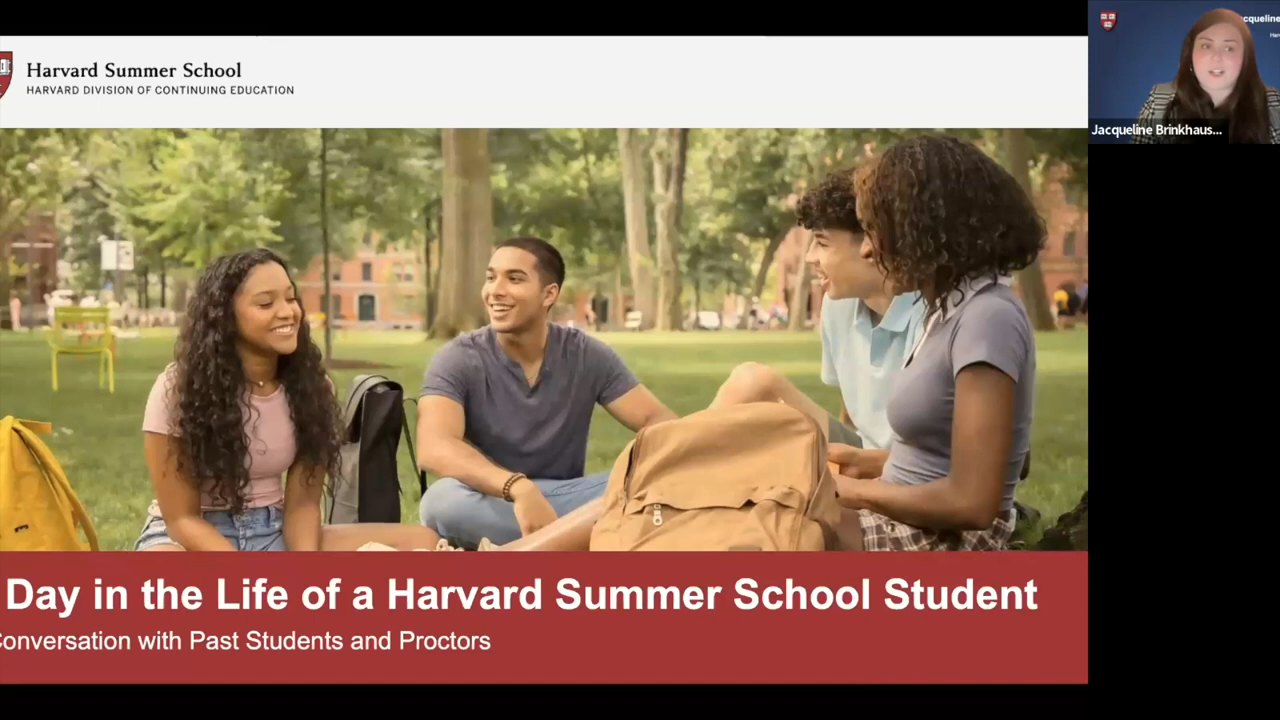 Harvard Summer School
HARVARD DIVISION OF CONTINUING EDUCATION
Jacqueline Brinkhaus...
Day in the Life of a Harvard Summer School Student
Conversation with Past Students and Proctors